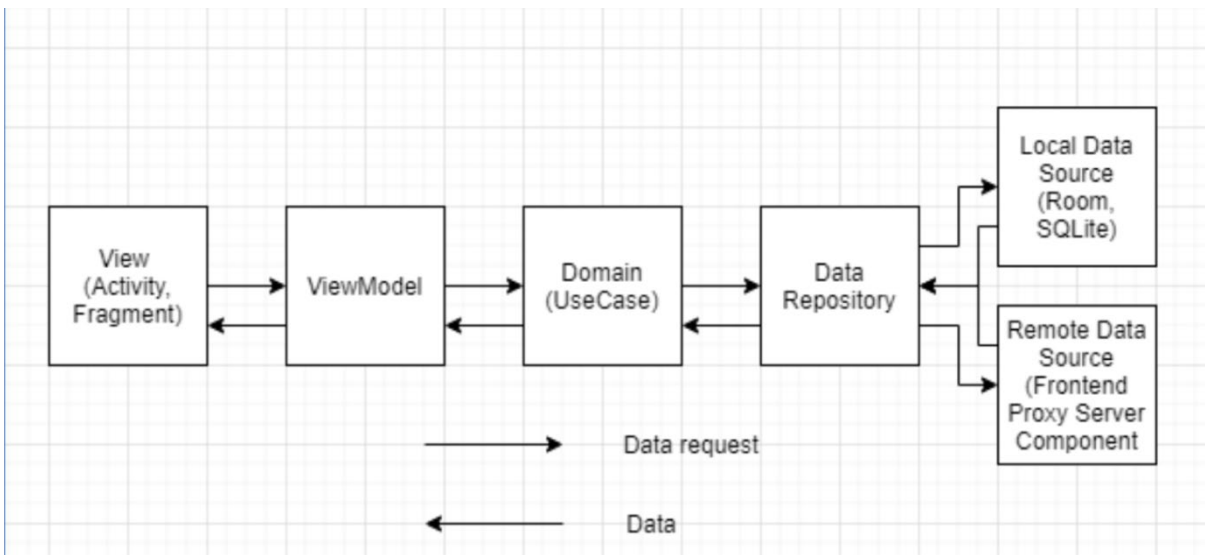 View
(Activity,
Fragment)
ViewModel
Domain
(UseCase)
Data
Repository
Local Data
Source
(Room,
SQLite)
Remote Data
Source
(Frontend
Proxy Server
Component
Data request
Data